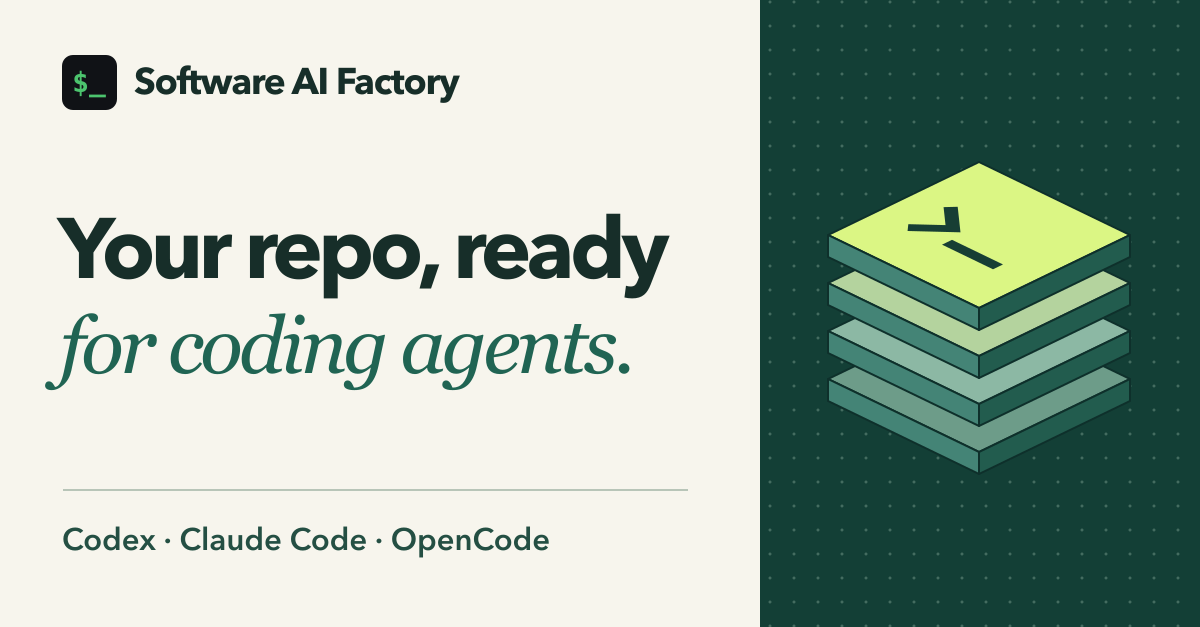 $_ Software AI Factory
Your repo, ready
for coding agents.
Codex · Claude Code · OpenCode
>_